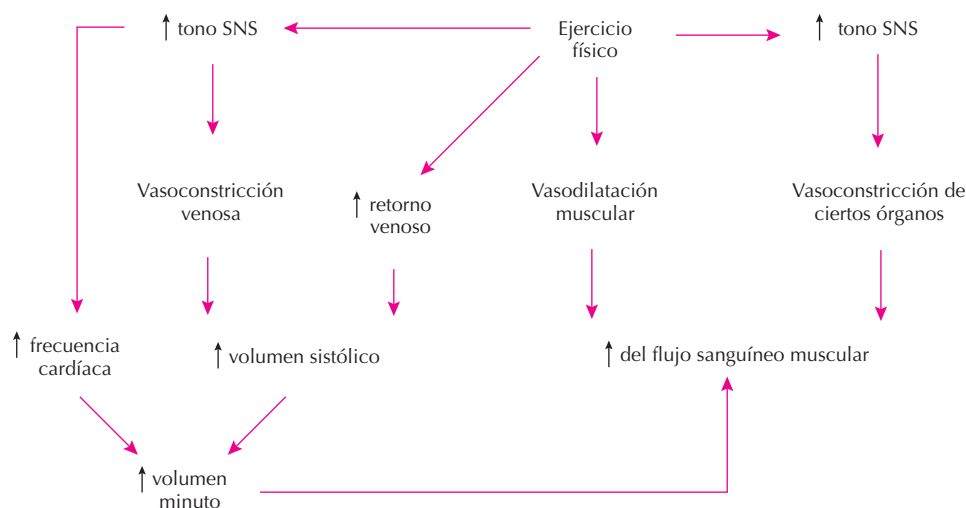 ↑ tono SNS
Ejercicio
físico
↑ tono SNS
Vasoconstricción
venosa
↑ retorno
venoso
Vasodilatación
muscular
Vasoconstricción de
ciertos órganos
↑ frecuencia
cardíaca
↑ volumen sistólico
↑ del flujo sanguíneo muscular
↑ volumen
minuto